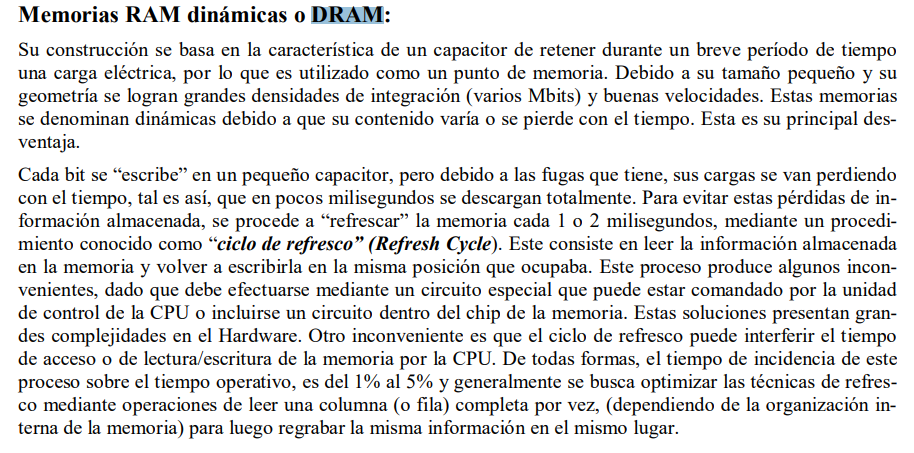 Memorias RAM dinámicas o DRAM:
Su construcción se basa en la característica de un capacitor de retener durante un breve período de tiempo
una carga eléctrica, por lo que es utilizado como un punto de memoria. Debido a su tamaño pequeño y su
geometría se logran grandes densidades de integración (varios Mbits) y buenas velocidades. Estas memorias
se denominan dinámicas debido a que su contenido varía o se pierde con el tiempo. Esta es su principal des-
ventaja.
Cada bit se “escribe” en un pequeño capacitor, pero debido a las fugas que tiene, sus cargas se van perdiendo
con el tiempo, tal es así, que en pocos milisegundos se descargan totalmente. Para evitar estas pérdidas de in-
formación almacenada, se procede a “refrescar” la memoria cada 1 o 2 milisegundos, mediante un procedi-
miento conocido como “ciclo de refresco” (Refresh Cycle). Este consiste en leer la información almacenada
en la memoria y volver a escribirla en la misma posición que ocupaba. Este proceso produce algunos incon-
venientes, dado que debe efectuarse mediante un circuito especial que puede estar comandado por la unidad
de control de la CPU o incluirse un circuito dentro del chip de la memoria. Estas soluciones presentan gran-
des complejidades en el Hardware. Otro inconveniente es que el ciclo de refresco puede interferir el tiempo
de acceso o de lectura/escritura de la memoria por la CPU. De todas formas, el tiempo de incidencia de este
proceso sobre el tiempo operativo, es del 1% al 5% y generalmente se busca optimizar las técnicas de refres-
co mediante operaciones de leer una columna (o fila) completa por vez, (dependiendo de la organización in-
terna de la memoria) para luego regrabar la misma información en el mismo lugar.